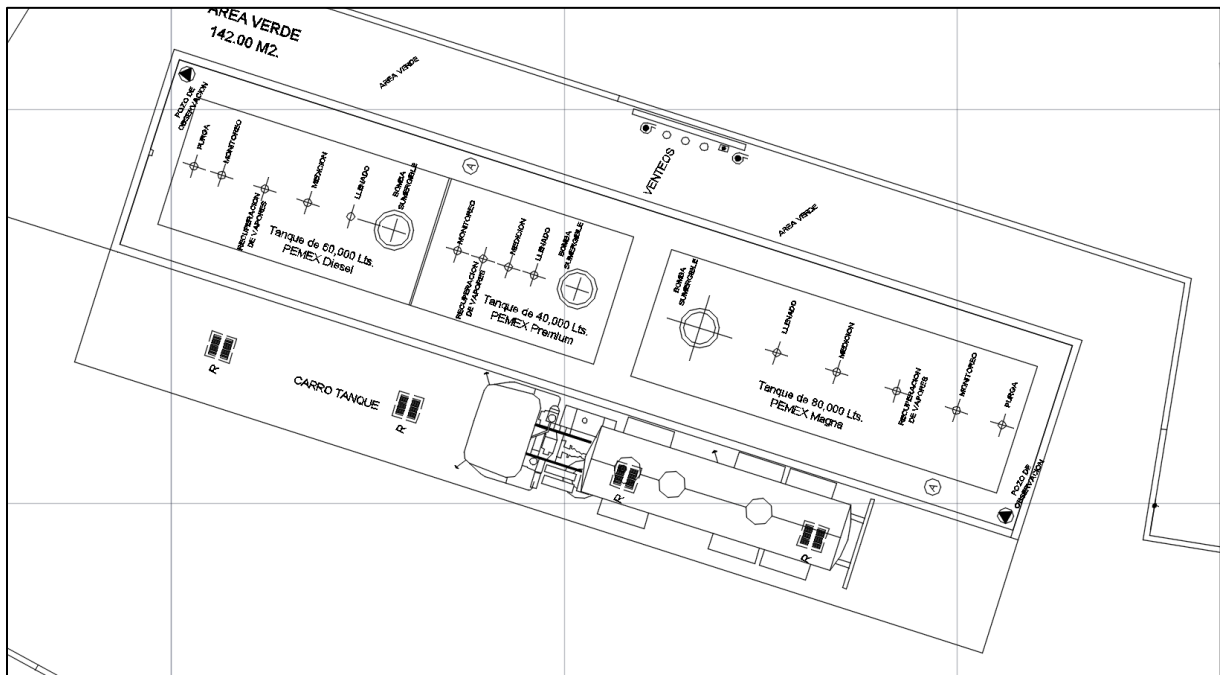 AREA VERDE
142.00 M2.
AREA VERDE
POZO DE
OBSERVACION
PURGA
MONITOREO
RECUPERACION
DE VAPORES
MEDICION
LLENADO
BOMBA
SUMERGIBLE
Tanque de 60,000 Lts.
PEMEX Diesel
A
VENTEOS
AREA VERDE
MONITOREO
RECUPERACION
DE VAPORES
MEDICION
LLENADO
BOMBA
SUMERGIBLE
Tanque de 40,000 Lts.
PEMEX Premium
BOMBA
SUMERGIBLE
LLENADO
MEDICION
RECUPERACION
DE VAPORES
MONITOREO
PURGA
Tanque de 80,000 Lts.
PEMEX Magna
A
POZO DE
OBSERVACION
R
CARRO TANQUE
R
R
R